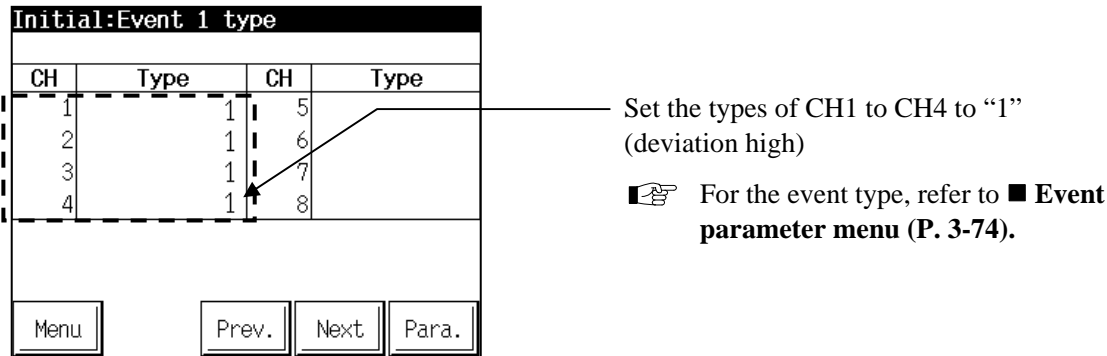 Initial:Event 1 type
CH Type CH Type
1 1 5
2 1 6
3 1 7
4 1 8
Menu Prev. Next Para.
Set the types of CH1 to CH4 to “1”
(deviation high)
For the event type, refer to ■ Event
parameter menu (P. 3-74).